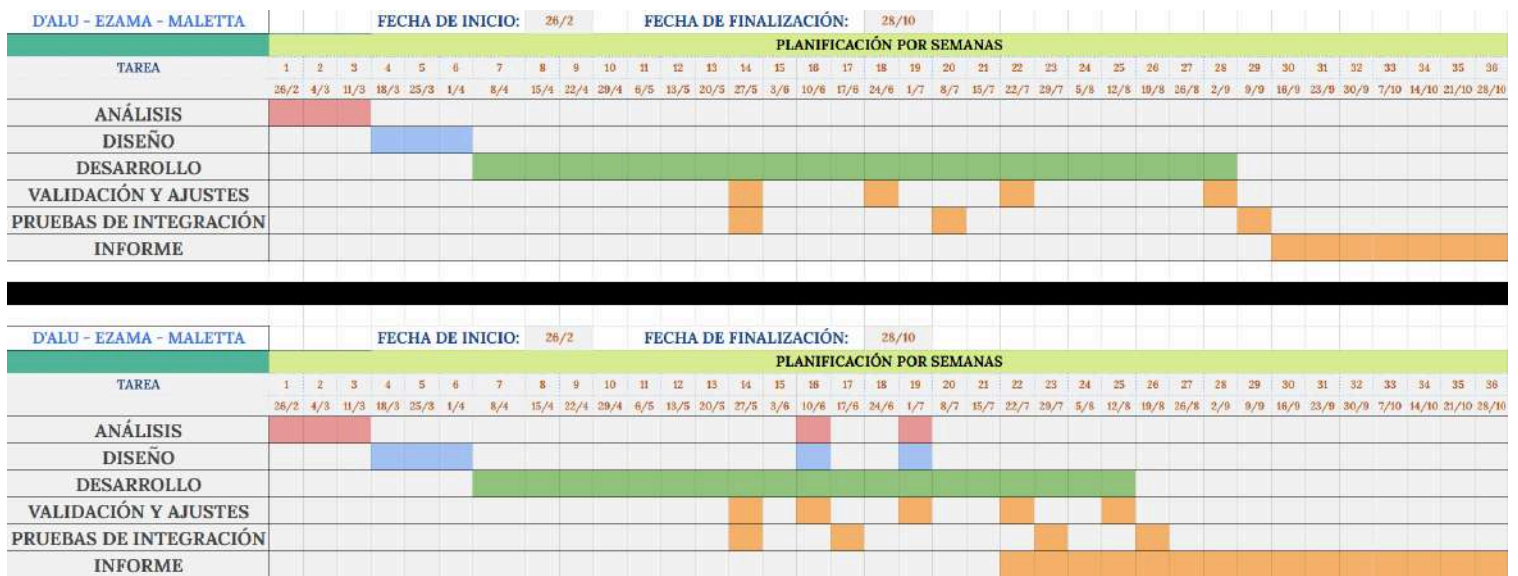 D'ALU - EZAMA - MALETTA FECHA DE INICIO: 26/2 FECHA DE FINALIZACIÓN: 28/10
PLANIFICACIÓN POR SEMANAS
TAREA 1 2 3 4 5 6 7 8 9 10 11 12 13 14 15 16 17 18 19 20 21 22 23 24 25 26 27 28 29 30 31 32 33 34 35 36
26/2 4/3 11/3 18/3 25/3 1/4 8/4 15/4 22/4 29/4 6/5 13/5 20/5 27/5 3/6 10/6 17/6 24/6 1/7 8/7 15/7 22/7 29/7 5/8 12/8 19/8 26/8 2/9 9/9 16/9 23/9 30/9 7/10 14/10 21/10 28/10
ANÁLISIS
DISEÑO
DESARROLLO
VALIDACIÓN Y AJUSTES
PRUEBAS DE INTEGRACIÓN
INFORME
D'ALU - EZAMA - MALETTA FECHA DE INICIO: 26/2 FECHA DE FINALIZACIÓN: 28/10
PLANIFICACIÓN POR SEMANAS
TAREA 1 2 3 4 5 6 7 8 9 10 11 12 13 14 15 16 17 18 19 20 21 22 23 24 25 26 27 28 29 30 31 32 33 34 35 36
26/2 4/3 11/3 18/3 25/3 1/4 8/4 15/4 22/4 29/4 6/5 13/5 20/5 27/5 3/6 10/6 17/6 24/6 1/7 8/7 15/7 22/7 29/7 5/8 12/8 19/8 26/8 2/9 9/9 16/9 23/9 30/9 7/10 14/10 21/10 28/10
ANÁLISIS
DISEÑO
DESARROLLO
VALIDACIÓN Y AJUSTES
PRUEBAS DE INTEGRACIÓN
INFORME